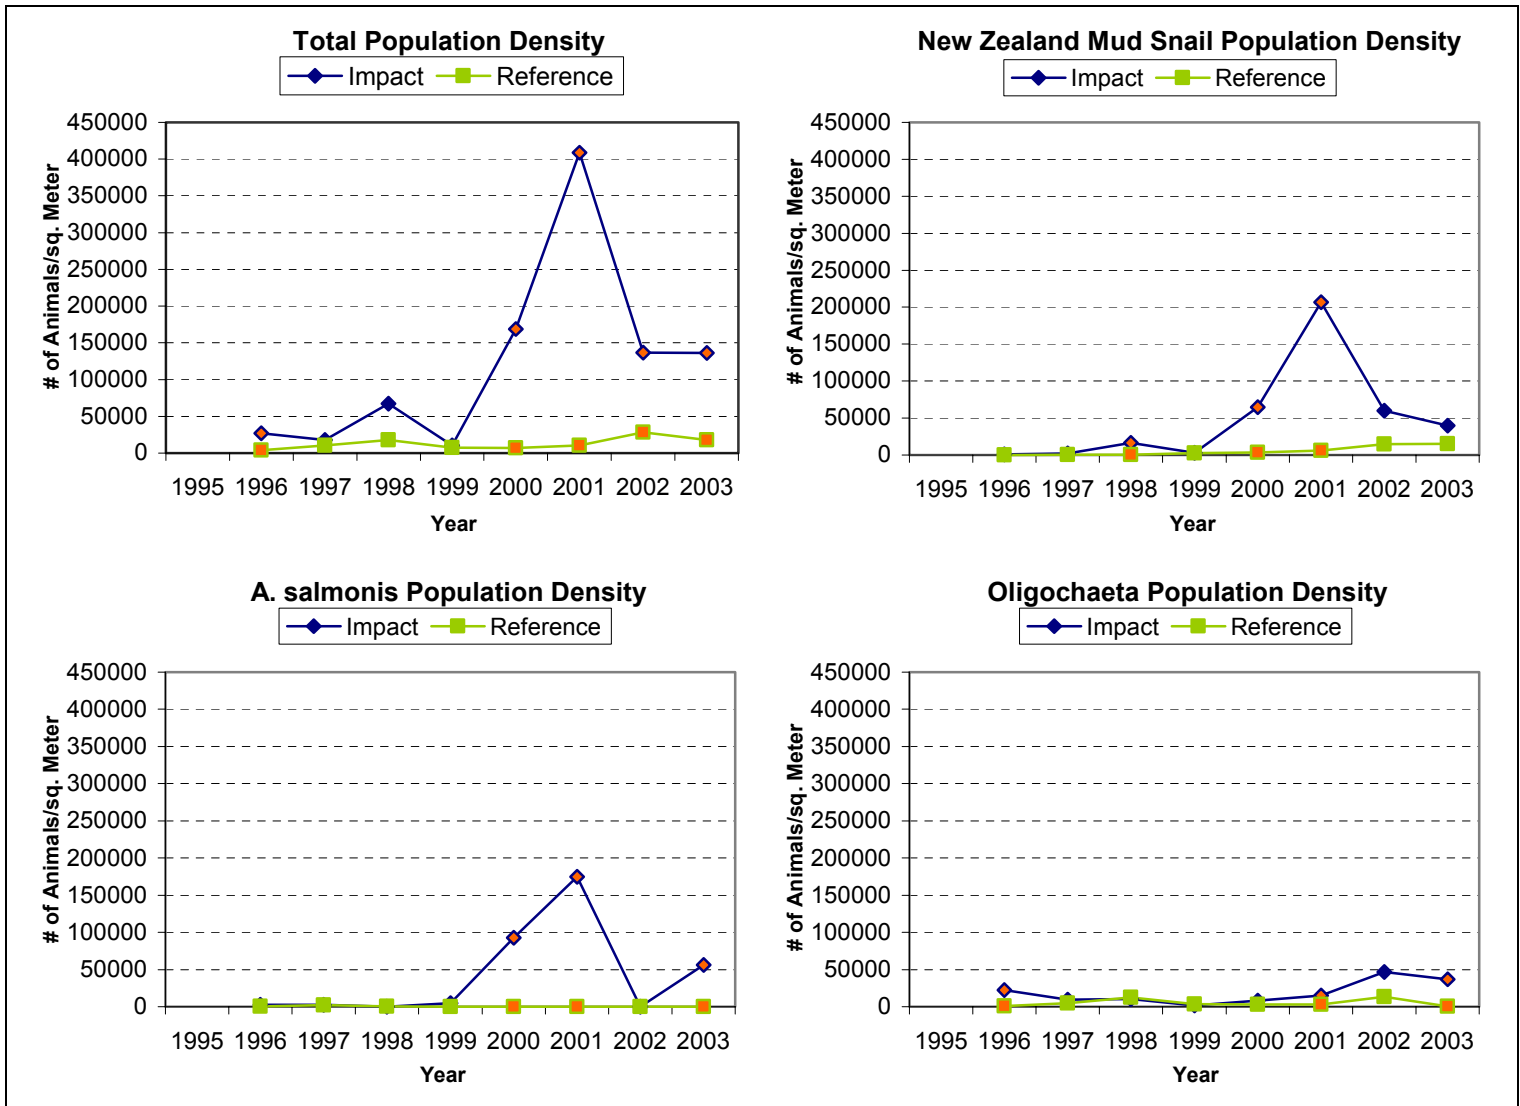 Total Population Density
Impact Reference
450000
400000
350000
300000
250000
200000
150000
100000
50000
0
# of Animals/sq. Meter
1995 1996 1997 1998 1999 2000 2001 2002 2003
Year
New Zealand Mud Snail Population Density
Impact Reference
450000
400000
350000
300000
250000
200000
150000
100000
50000
0
# of Animals/sq. Meter
1995 1996 1997 1998 1999 2000 2001 2002 2003
Year
A. salmonis Population Density
Impact Reference
450000
400000
350000
300000
250000
200000
150000
100000
50000
0
# of Animals/sq. Meter
1995 1996 1997 1998 1999 2000 2001 2002 2003
Year
Oligochaeta Population Density
Impact Reference
450000
400000
350000
300000
250000
200000
150000
100000
50000
0
# of Animals/sq. Meter
1995 1996 1997 1998 1999 2000 2001 2002 2003
Year